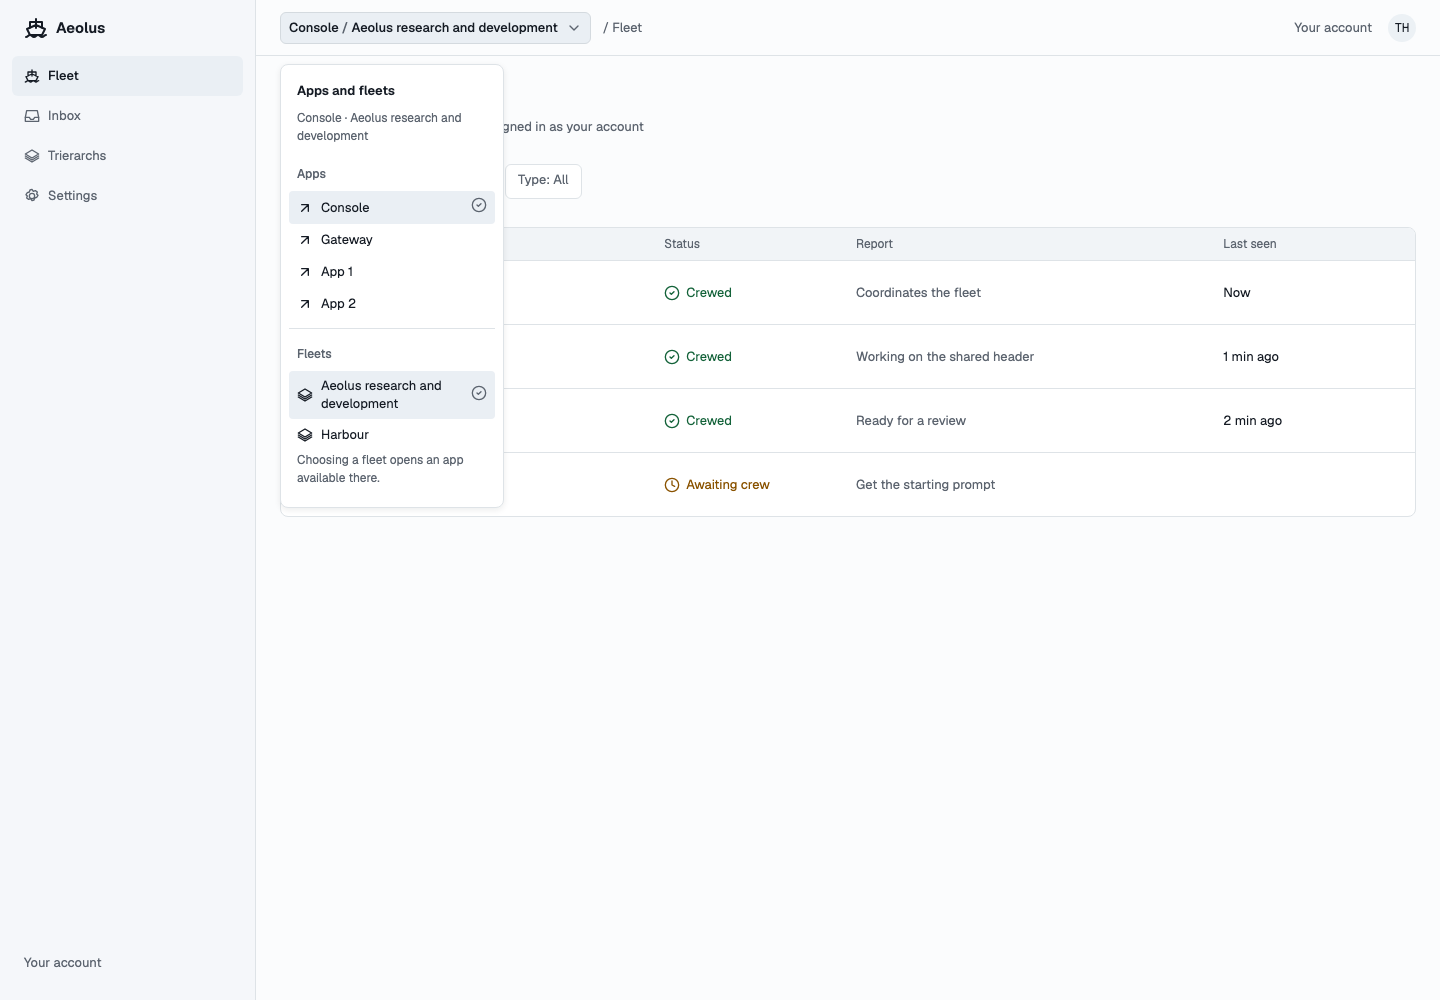 Aeolus
Console / Aeolus research and development
/ Fleet
Your account
TH
Fleet
Inbox
Trierarchs
Settings
Apps and fleets
Console · Aeolus research and
development
Apps
Console
Gateway
App 1
App 2
Fleets
Aeolus research and
development
Harbour
Choosing a fleet opens an app
available there.
gned in as your account
Type: All
Status Report Last seen
Crewed Coordinates the fleet Now
Crewed Working on the shared header 1 min ago
Crewed Ready for a review 2 min ago
Awaiting crew Get the starting prompt
Your account